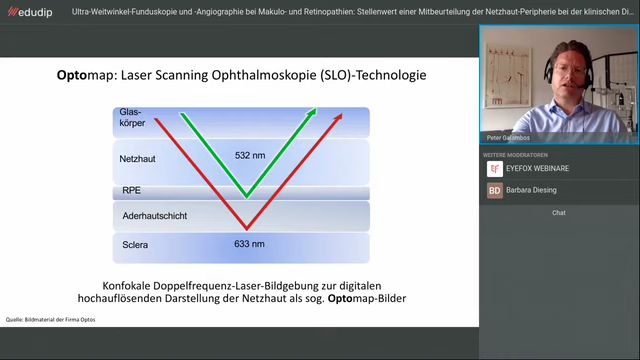 edudip
Ultra-Weitwinkel-Funduskopie und -Angiographie bei Makulo- und Retinopathien: Stellenwert einer Mitbeurteilung der Netzhaut-Peripherie bei der klinischen Di...
Optomap: Laser Scanning Ophthalmoskopie (SLO)-Technologie
Glas-
körper
Netzhaut
532 nm
RPE
Aderhautschicht
Sclera
633 nm
Konfokale Doppelfrequenz-Laser-Bildgebung zur digitalen
hochauflösenden Darstellung der Netzhaut als sog. Optomap-Bilder
Quelle: Bildmaterial der Firma Optos
Peter Galambos
WEITERE MODERATOREN
EF
EYEFOX WEBINARE
BD
Barbara Diesing
Chat